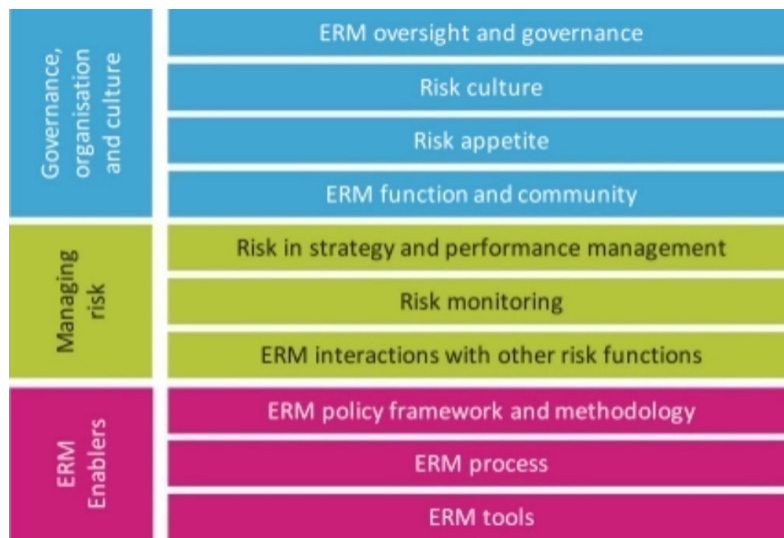 Governance,
organisation
and culture
ERM oversight and governance
Risk culture
Risk appetite
ERM function and community
Managing
risk
Risk in strategy and performance management
Risk monitoring
ERM interactions with other risk functions
ERM
Enablers
ERM policy framework and methodology
ERM process
ERM tools